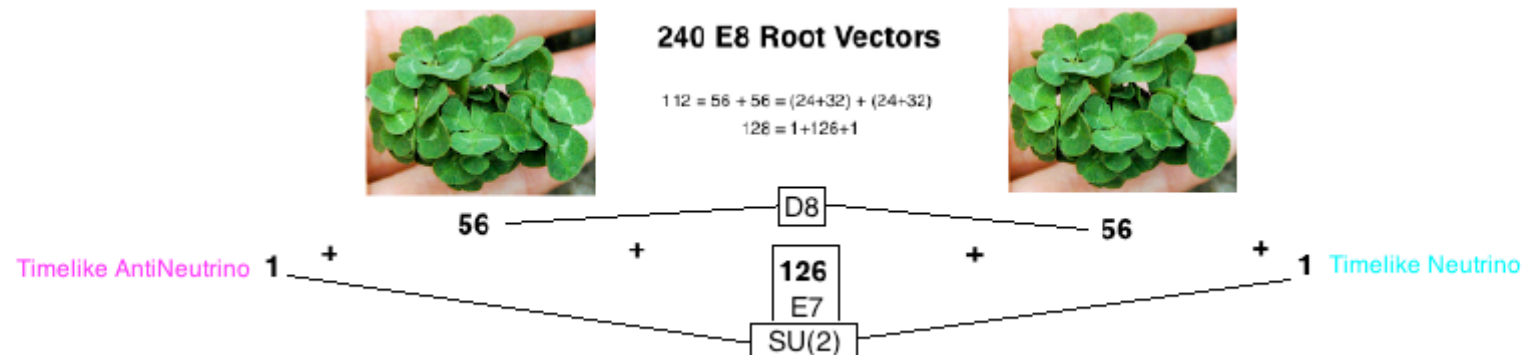 240 E8 Root Vectors
112 = 56 + 56 = (24+32) + (24+32)
128 = 1+126+1
D8
56
56
+
+
+
+
Timelike AntiNeutrino 1
126
1 Timelike Neutrino
E7
SU(2)